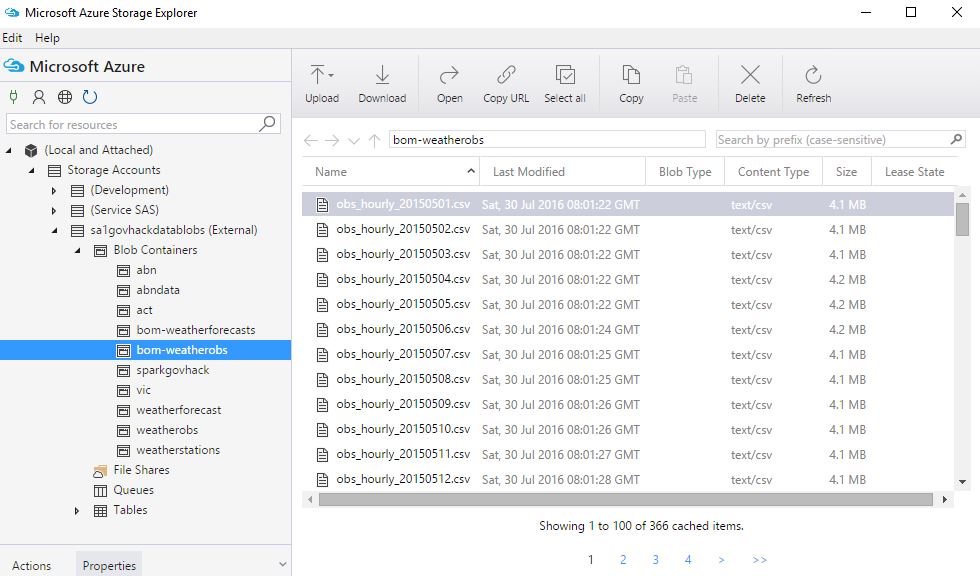 Microsoft Azure Storage Explorer
Edit Help
Microsoft Azure
Search for resources
(Local and Attached)
Storage Accounts
(Development)
(Service SAS)
sa1govhackdatablobs (External)
Blob Containers
abn
abndata
act
bom-weatherforecasts
bom-weatherobs
sparkgovhack
vic
weatherforecast
weatherobs
weatherstations
File Shares
Queues
Tables
Actions Properties
Upload Download Open Copy URL Select all Copy Paste Delete Refresh
bom-weatherobs Search by prefix (case-sensitive)
Name Last Modified Blob Type Content Type Size Lease State
obs_hourly_20150501.csv Sat, 30 Jul 2016 08:01:22 GMT text/csv 4.1 MB
obs_hourly_20150502.csv Sat, 30 Jul 2016 08:01:22 GMT text/csv 4.1 MB
obs_hourly_20150503.csv Sat, 30 Jul 2016 08:01:22 GMT text/csv 4.1 MB
obs_hourly_20150504.csv Sat, 30 Jul 2016 08:01:22 GMT text/csv 4.2 MB
obs_hourly_20150505.csv Sat, 30 Jul 2016 08:01:22 GMT text/csv 4.2 MB
obs_hourly_20150506.csv Sat, 30 Jul 2016 08:01:24 GMT text/csv 4.2 MB
obs_hourly_20150507.csv Sat, 30 Jul 2016 08:01:25 GMT text/csv 4.1 MB
obs_hourly_20150508.csv Sat, 30 Jul 2016 08:01:25 GMT text/csv 4.1 MB
obs_hourly_20150509.csv Sat, 30 Jul 2016 08:01:26 GMT text/csv 4.1 MB
obs_hourly_20150510.csv Sat, 30 Jul 2016 08:01:26 GMT text/csv 4.1 MB
obs_hourly_20150511.csv Sat, 30 Jul 2016 08:01:27 GMT text/csv 4.1 MB
obs_hourly_20150512.csv Sat, 30 Jul 2016 08:01:28 GMT text/csv 4.1 MB
Showing 1 to 100 of 366 cached items.
1 2 3 4 > >>